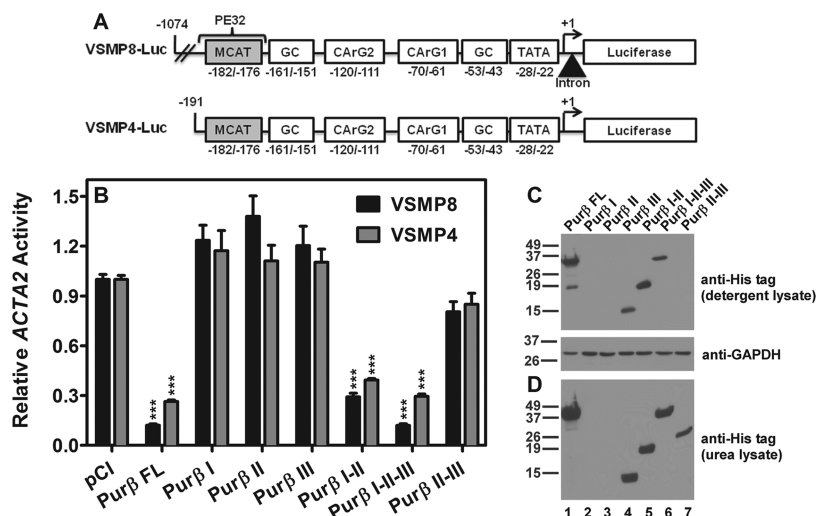 A
-1074
PE32
+1
VSMP8-Luc
MCAT
GC
CArG2
CArG1
GC
TATA
Luciferase
-182/-176
-161/-151
-120/-111
-70/-61
-53/-43
-28/-22
Intron
-191
+1
VSMP4-Luc
MCAT
GC
CArG2
CArG1
GC
TATA
Luciferase
-182/-176
-161/-151
-120/-111
-70/-61
-53/-43
-28/-22
B
Relative ACTA2 Activity
1.5
1.2
0.9
0.6
0.3
0.0
VSMP8
VSMP4
***
***
***
***
***
***
pCI
Purβ FL
Purβ I
Purβ II
Purβ III
Purβ I-II
Purβ I-II-III
Purβ II-III
C
Purβ FL
Purβ I
Purβ II
Purβ III
Purβ I-II
Purβ I-II-III
Purβ II-III
49
37
26
19
15
anti-His tag
(detergent lysate)
37
26
anti-GAPDH
D
49
37
26
19
15
anti-His tag
(urea lysate)
1 2 3 4 5 6 7